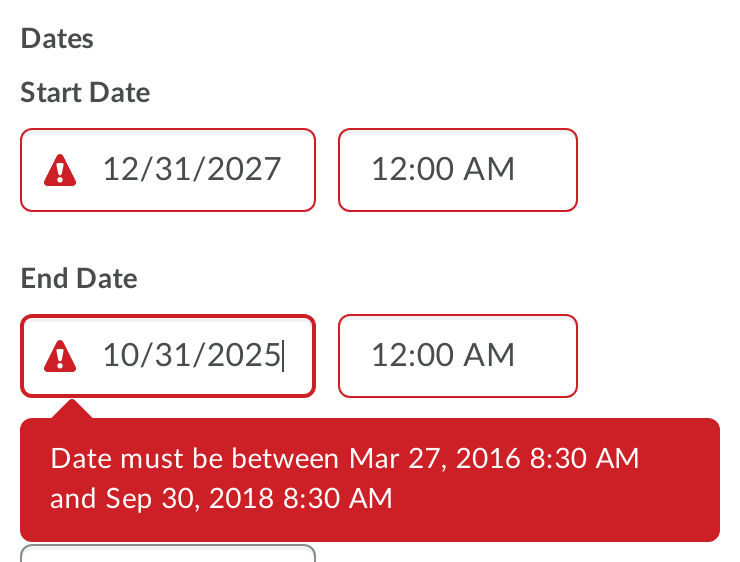 Dates
Start Date
12/31/2027 12:00 AM
End Date
10/31/2025 12:00 AM
Date must be between Mar 27, 2016 8:30 AM
and Sep 30, 2018 8:30 AM